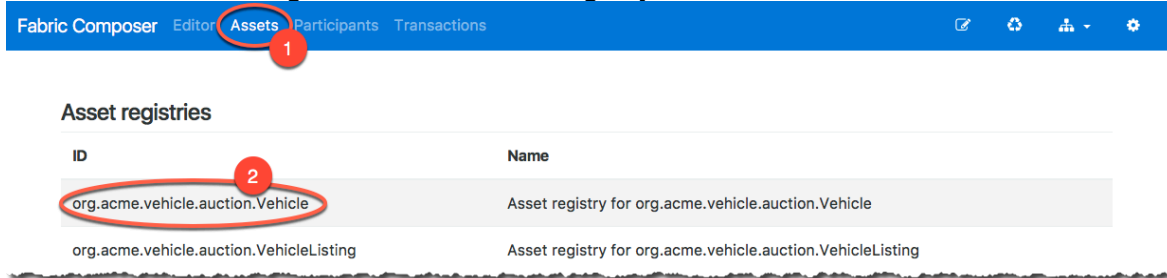 Fabric Composer Editor Assets Participants Transactions
1
Asset registries
ID Name
2
org.acme.vehicle.auction.Vehicle Asset registry for org.acme.vehicle.auction.Vehicle
org.acme.vehicle.auction.VehicleListing Asset registry for org.acme.vehicle.auction.VehicleListing